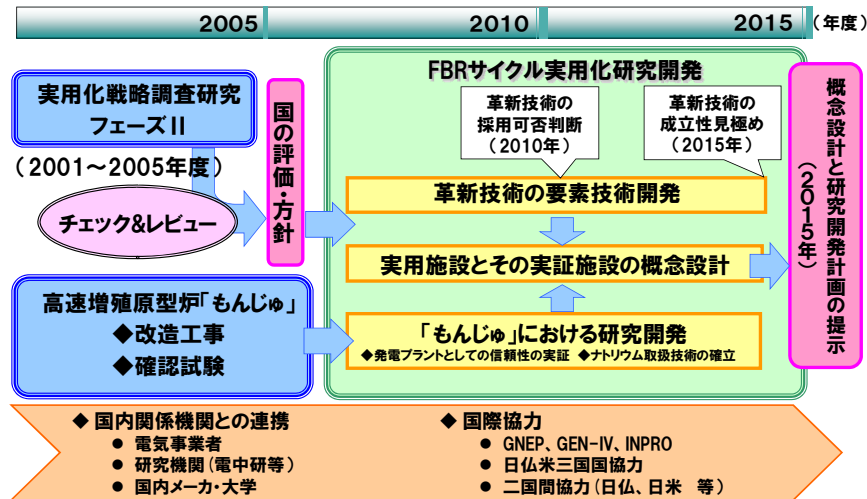 2005
2010
2015
(年度)
実用化戦略調査研究
フェーズⅡ
(2001～2005年度)
チェック&レビュー
国の評価・方針
高速増殖原型炉「もんじゅ」
◆改造工事
◆確認試験
FBRサイクル実用化研究開発
革新技術の
採用可否判断
(2010年)
革新技術の
成立性見極め
(2015年)
革新技術の要素技術開発
実用施設とその実証施設の概念設計
「もんじゅ」における研究開発
◆発電プラントとしての信頼性の実証 ◆ナトリウム取扱技術の確立
概念設計と研究開発計画の提示
(2015年)
◆ 国内関係機関との連携
● 電気事業者
● 研究機関(電中研等)
● 国内メーカ・大学
◆ 国際協力
● GNEP、GEN-Ⅳ、INPRO
● 日仏米三国国協力
● 二国間協力(日仏、日米 等)